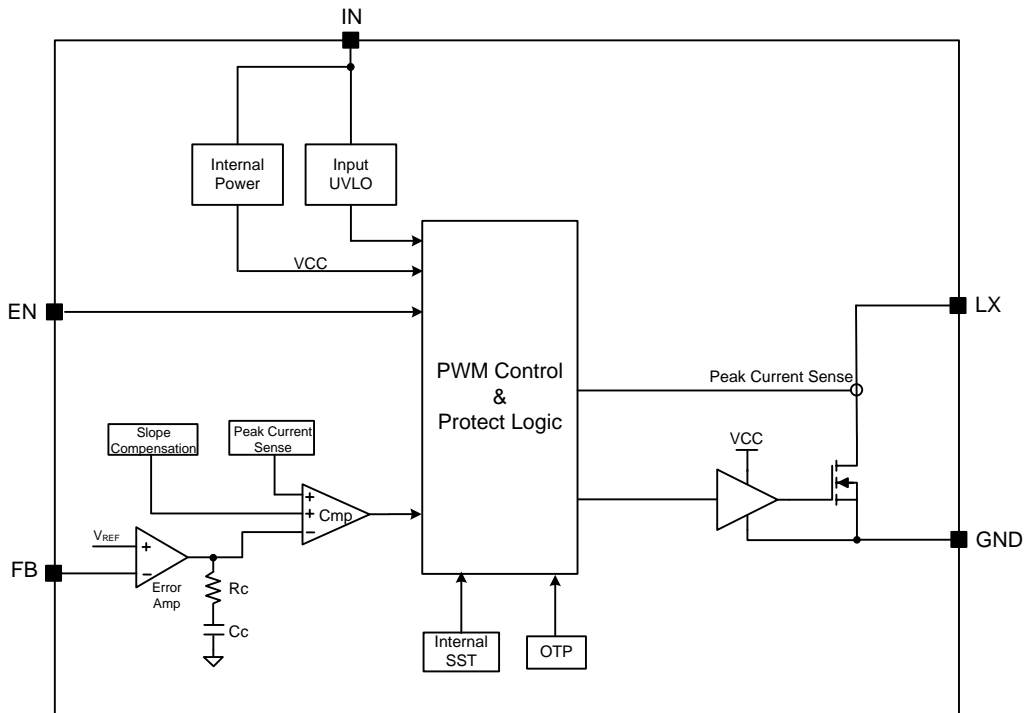 IN
Internal
Power
Input
UVLO
VCC
EN
LX
PWM Control
&
Protect Logic
Peak Current Sense
Slope
Compensation
Peak Current
Sense
VCC
+
+
−
Cmp
VREF
+
−
FB
Error
Amp
Rc
Cc
GND
Internal
SST
OTP